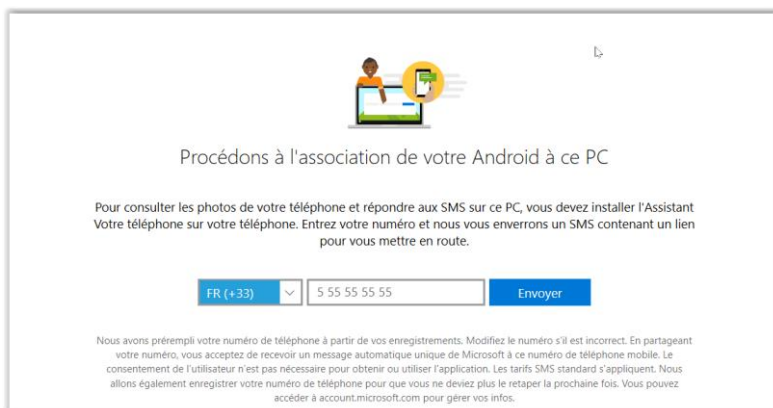 Procédons à l'association de votre Android à ce PC
Pour consulter les photos de votre téléphone et répondre aux SMS sur ce PC, vous devez installer l'Assistant
Votre téléphone sur votre téléphone. Entrez votre numéro et nous vous enverrons un SMS contenant un lien
pour vous mettre en route.
FR (+33) 5 55 55 55 55 Envoyer
Nous avons prérempli votre numéro de téléphone à partir de vos enregistrements. Modifiez le numéro s'il est incorrect. En partageant
votre numéro, vous acceptez de recevoir un message automatique unique de Microsoft à ce numéro de téléphone mobile. Le
consentement de l'utilisateur n'est pas nécessaire pour obtenir ou utiliser l'application. Les tarifs SMS standard s'appliquent. Nous
allons également enregistrer votre numéro de téléphone pour que vous ne deviez plus le retaper la prochaine fois. Vous pouvez
accéder à account.microsoft.com pour gérer vos infos.